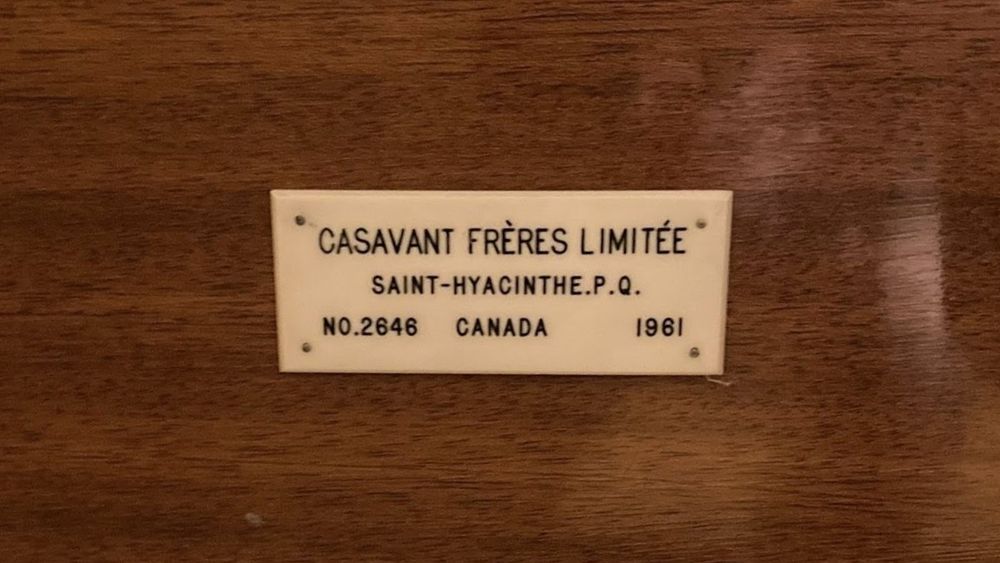 CASAVANT FRÈRES LIMITÉE
SAINT-HYACINTHE.P.Q.
NO.2646 CANADA 1961